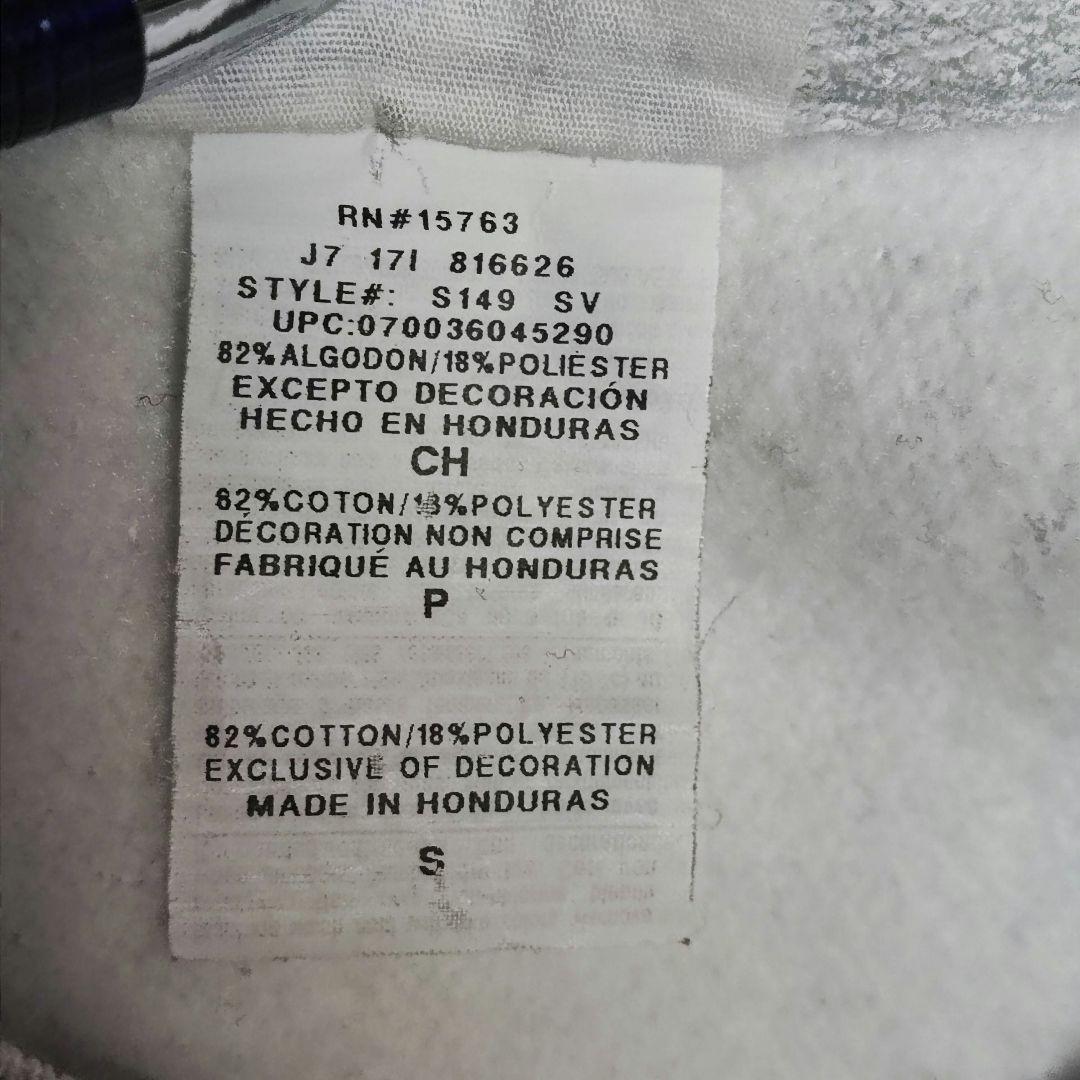 RN#15763
J7 17I 816626
STYLE#: S149 SV
UPC:070036045290
82%ALGODON/18%POLIÉSTER
EXCEPTO DECORACIÓN
HECHO EN HONDURAS
CH
82%COTON/18%POLYESTER
DÉCORATION NON COMPRISE
FABRIQUÉ AU HONDURAS
P
82%COTTON/18%POLYESTER
EXCLUSIVE OF DECORATION
MADE IN HONDURAS
S